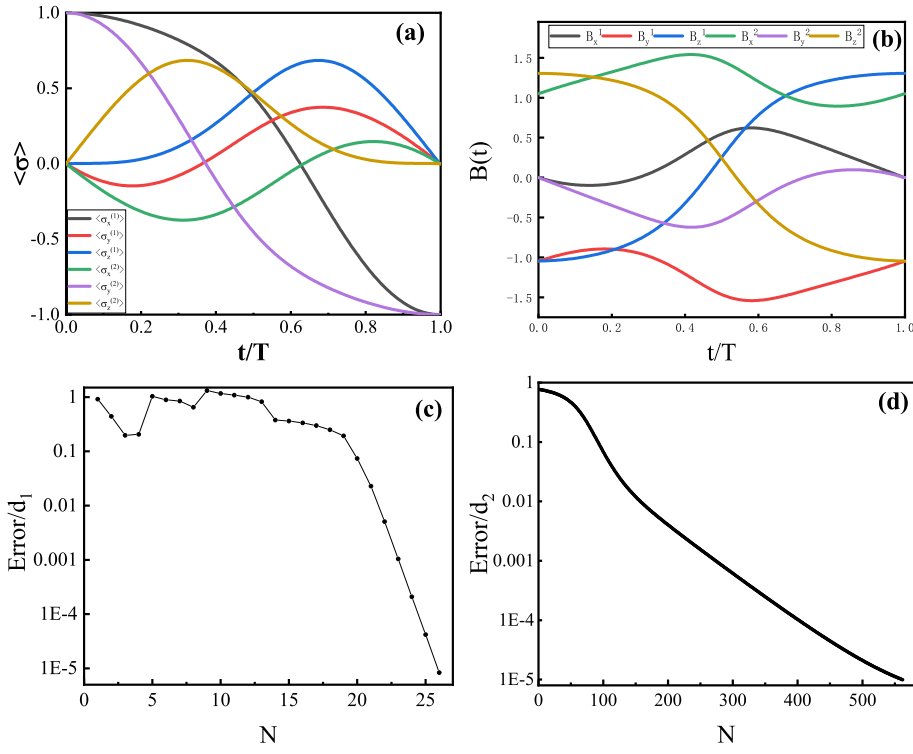 (a)
1.0
0.5
0.0
-0.5
-1.0
<σ>
<σx(1)>
<σy(1)>
<σz(1)>
<σx(2)>
<σy(2)>
<σz(2)>
0.0 0.2 0.4 0.6 0.8 1.0
t/T
(b)
Bx1 By1 Bz1 Bx2 By2 Bz2
1.5
1.0
0.5
0.0
-0.5
-1.0
-1.5
B(t)
0.0 0.2 0.4 0.6 0.8 1.0
t/T
(c)
1
0.1
0.01
0.001
1E-4
1E-5
Error/d1
0 5 10 15 20 25
N
(d)
1
0.1
0.01
0.001
1E-4
1E-5
Error/d2
0 100 200 300 400 500
N